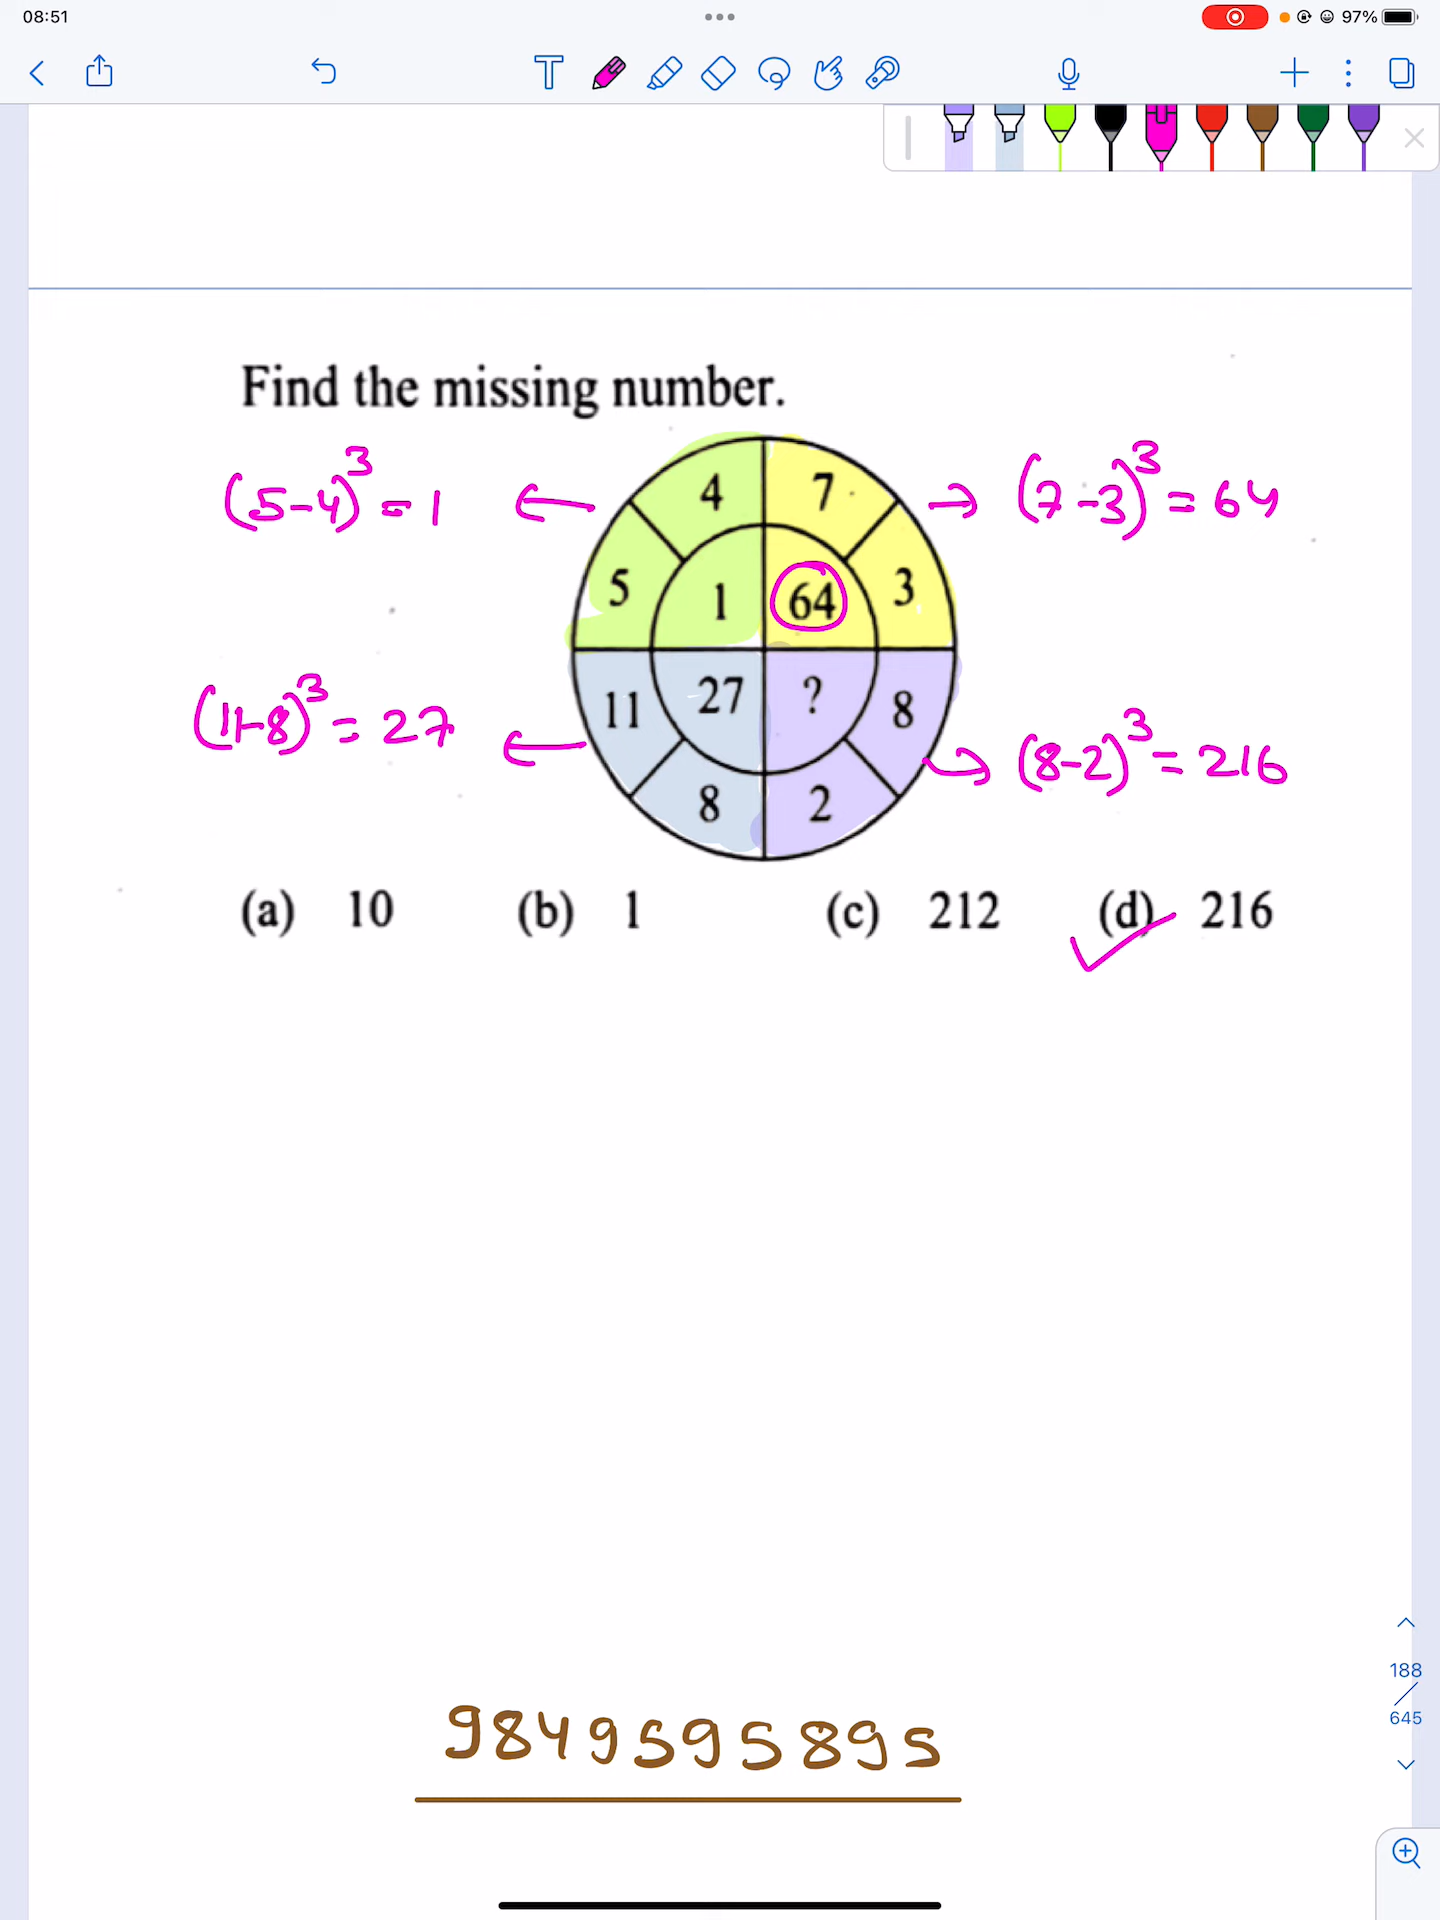 08:51
97%
T
Find the missing number.
(5-4)³ = 1
(7-3)³ = 64
4 7
5 1 64 3
11 27 ? 8
8 2
(11-8)³ = 27
(8-2)³ = 216
(a) 10 (b) 1 (c) 212 (d) 216
188
645
9849595895